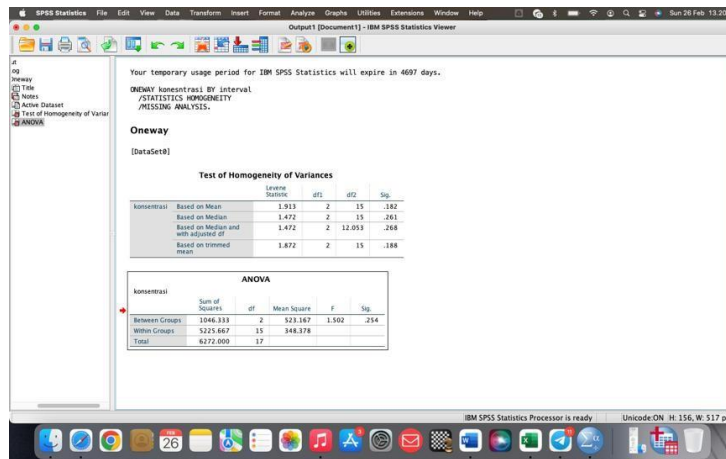 SPSS Statistics File Edit View Data Transform Insert Format Analyze Graphs Utilities Extensions Window Help Sun 26 Feb 13.20
Output1 [Document1] - IBM SPSS Statistics Viewer
og
Oneway
Title
Notes
Active Dataset
Test of Homogeneity of Varian
ANOVA
Your temporary usage period for IBM SPSS Statistics will expire in 4697 days.
ONEWAY konesntrasi BY interval
/STATISTICS HOMOGENEITY
/MISSING ANALYSIS.
Oneway
[DataSet0]
Test of Homogeneity of Variances
Levene Statistic df1 df2 Sig.
konsentrasi Based on Mean 1.913 2 15 .182
Based on Median 1.472 2 15 .261
Based on Median and with adjusted df 1.472 2 12.053 .268
Based on trimmed mean 1.872 2 15 .188
ANOVA
konsentrasi
Sum of Squares df Mean Square F Sig.
Between Groups 1046.333 2 523.167 1.502 .254
Within Groups 5225.667 15 348.378
Total 6272.000 17
IBM SPSS Statistics Processor is ready Unicode:ON H: 156, W: 517 p
FEB
26